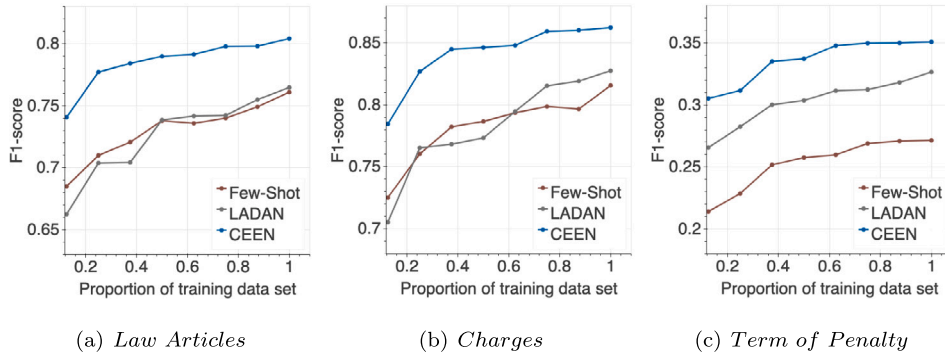 0.8
0.75
0.7
0.65
F1-score
Few-Shot
LADAN
CEEN
0.2 0.4 0.6 0.8 1
Proportion of training data set
(a) Law Articles
0.85
0.8
0.75
0.7
F1-score
Few-Shot
LADAN
CEEN
0.2 0.4 0.6 0.8 1
Proportion of training data set
(b) Charges
0.35
0.3
0.25
0.2
F1-score
Few-Shot
LADAN
CEEN
0.2 0.4 0.6 0.8 1
Proportion of training data set
(c) Term of Penalty